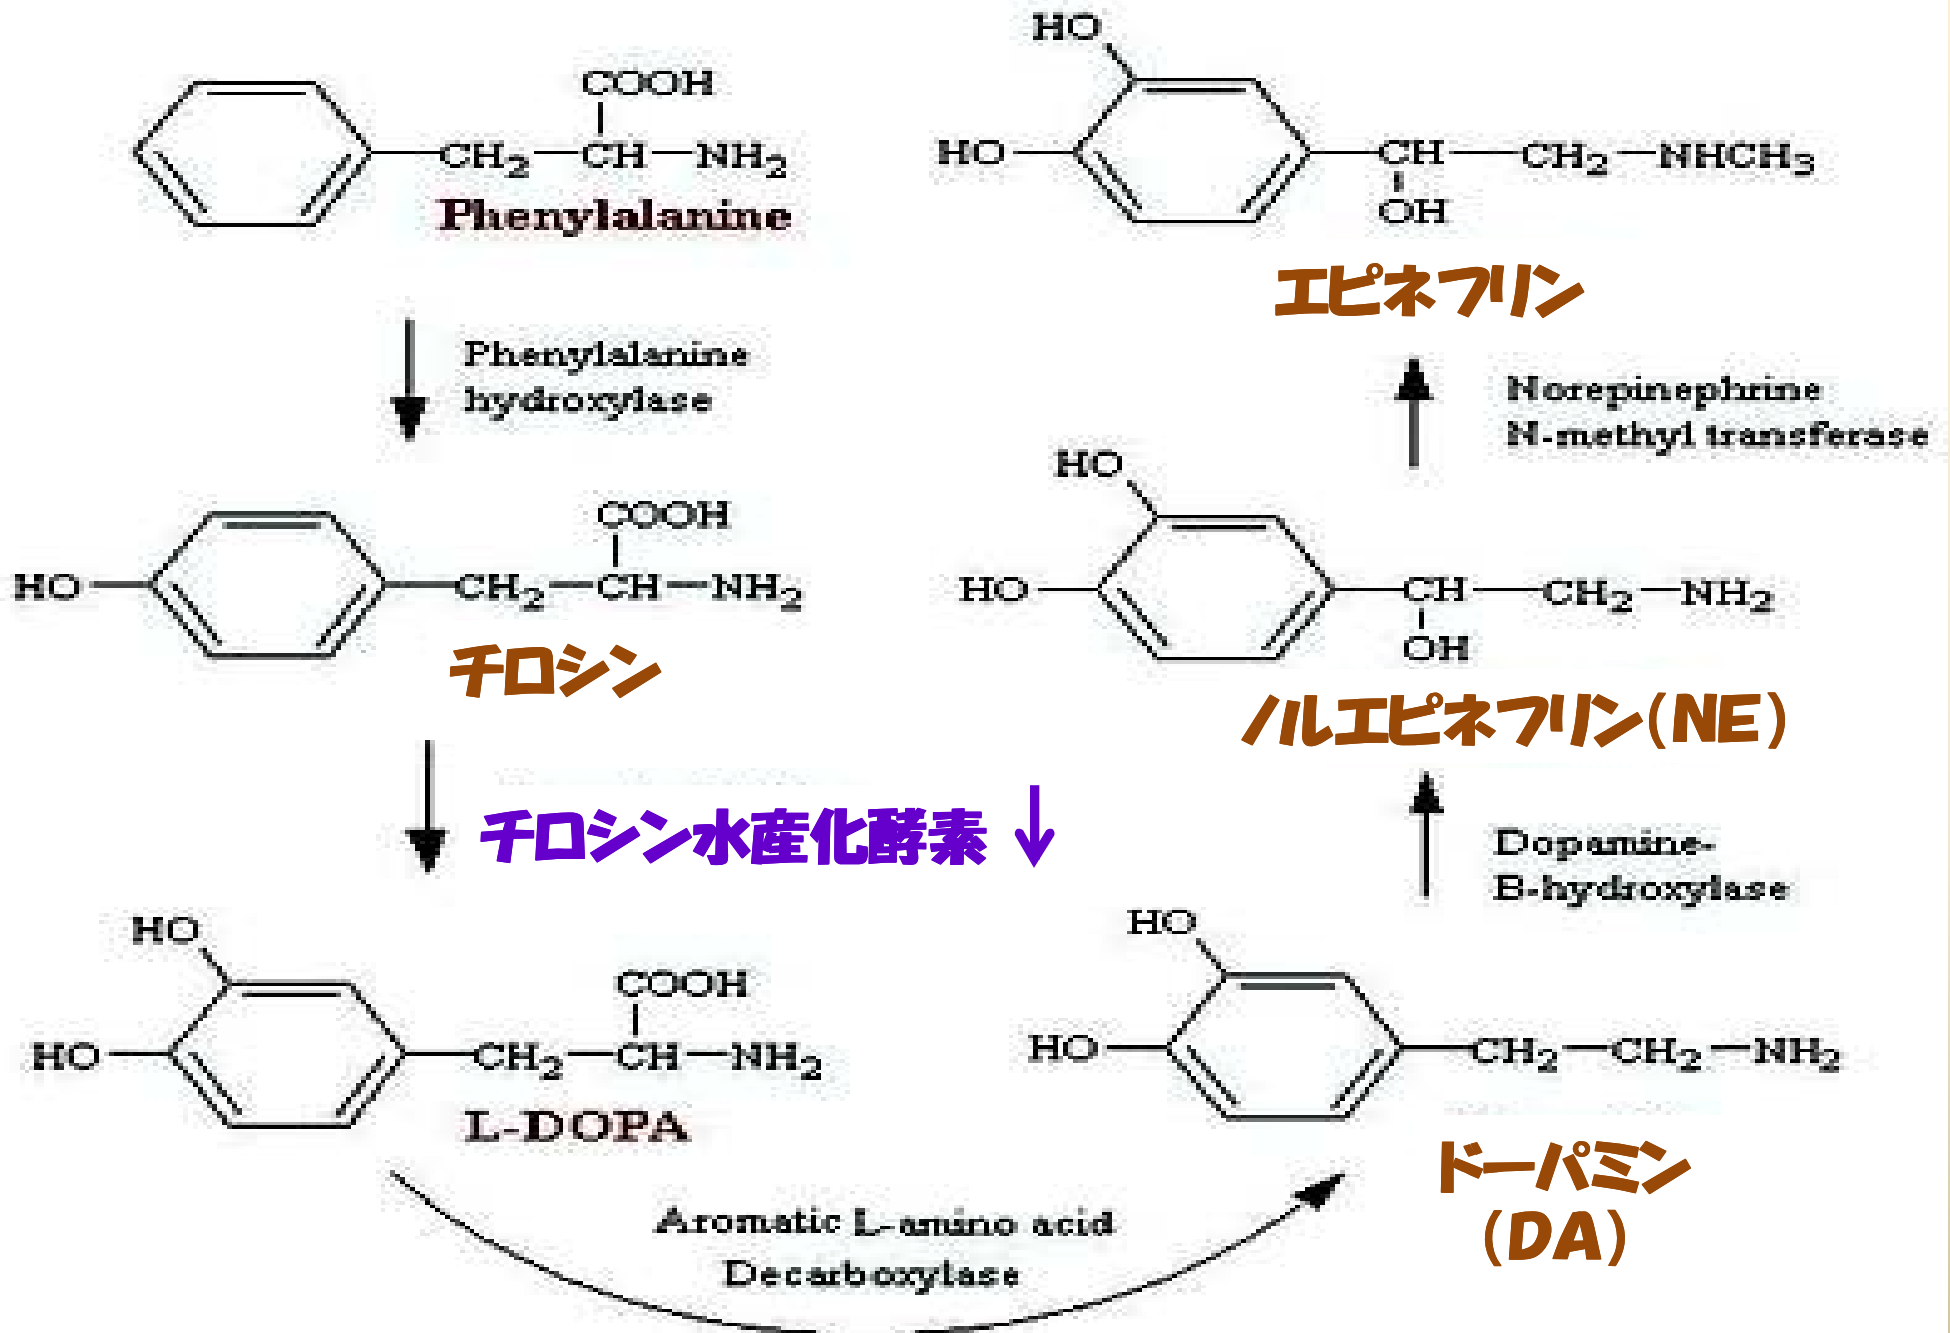 COOH
CH2—CH—NH2
Phenylalanine
Phenylalanine
hydroxylase
COOH
HO
CH2—CH—NH2
チロシン
チロシン水産化酵素 ↓
HO
COOH
HO
CH2—CH—NH2
L-DOPA
Aromatic L-amino acid
Decarboxylase
HO
HO
CH2—CH2—NH2
ドーパミン
(DA)
Dopamine-
B-hydroxylase
HO
HO
CH—CH2—NH2
OH
ノルエピネフリン(NE)
Norepinephrine
N-methyl transferase
HO
HO
CH—CH2—NHCH3
OH
エピネフリン